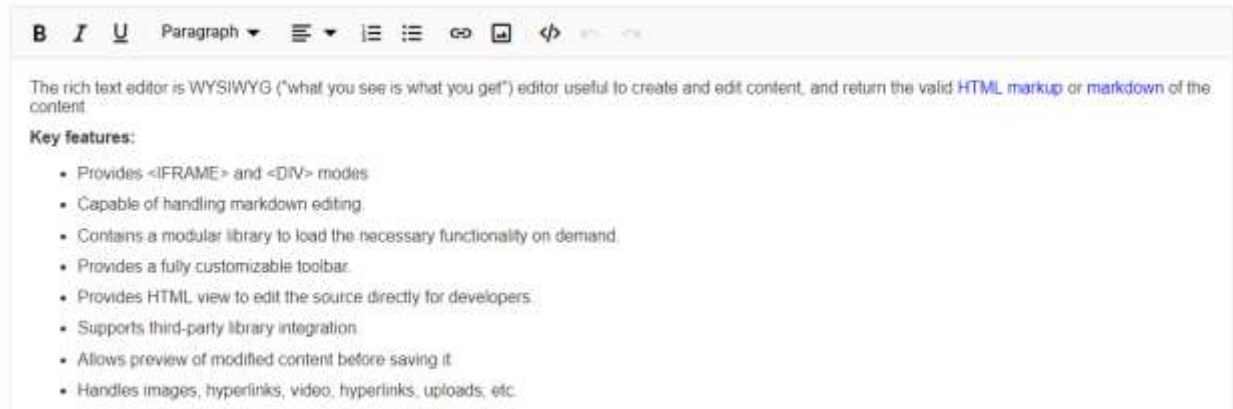 B I U Paragraph
The rich text editor is WYSIWYG ("what you see is what you get") editor useful to create and edit content, and return the valid HTML markup or markdown of the
content
Key features:
• Provides <IFRAME> and <DIV> modes
• Capable of handling markdown editing.
• Contains a modular library to load the necessary functionality on demand.
• Provides a fully customizable toolbar.
• Provides HTML view to edit the source directly for developers.
• Supports third-party library integration.
• Allows preview of modified content before saving it.
• Handles images, hyperlinks, video, hyperlinks, uploads, etc.